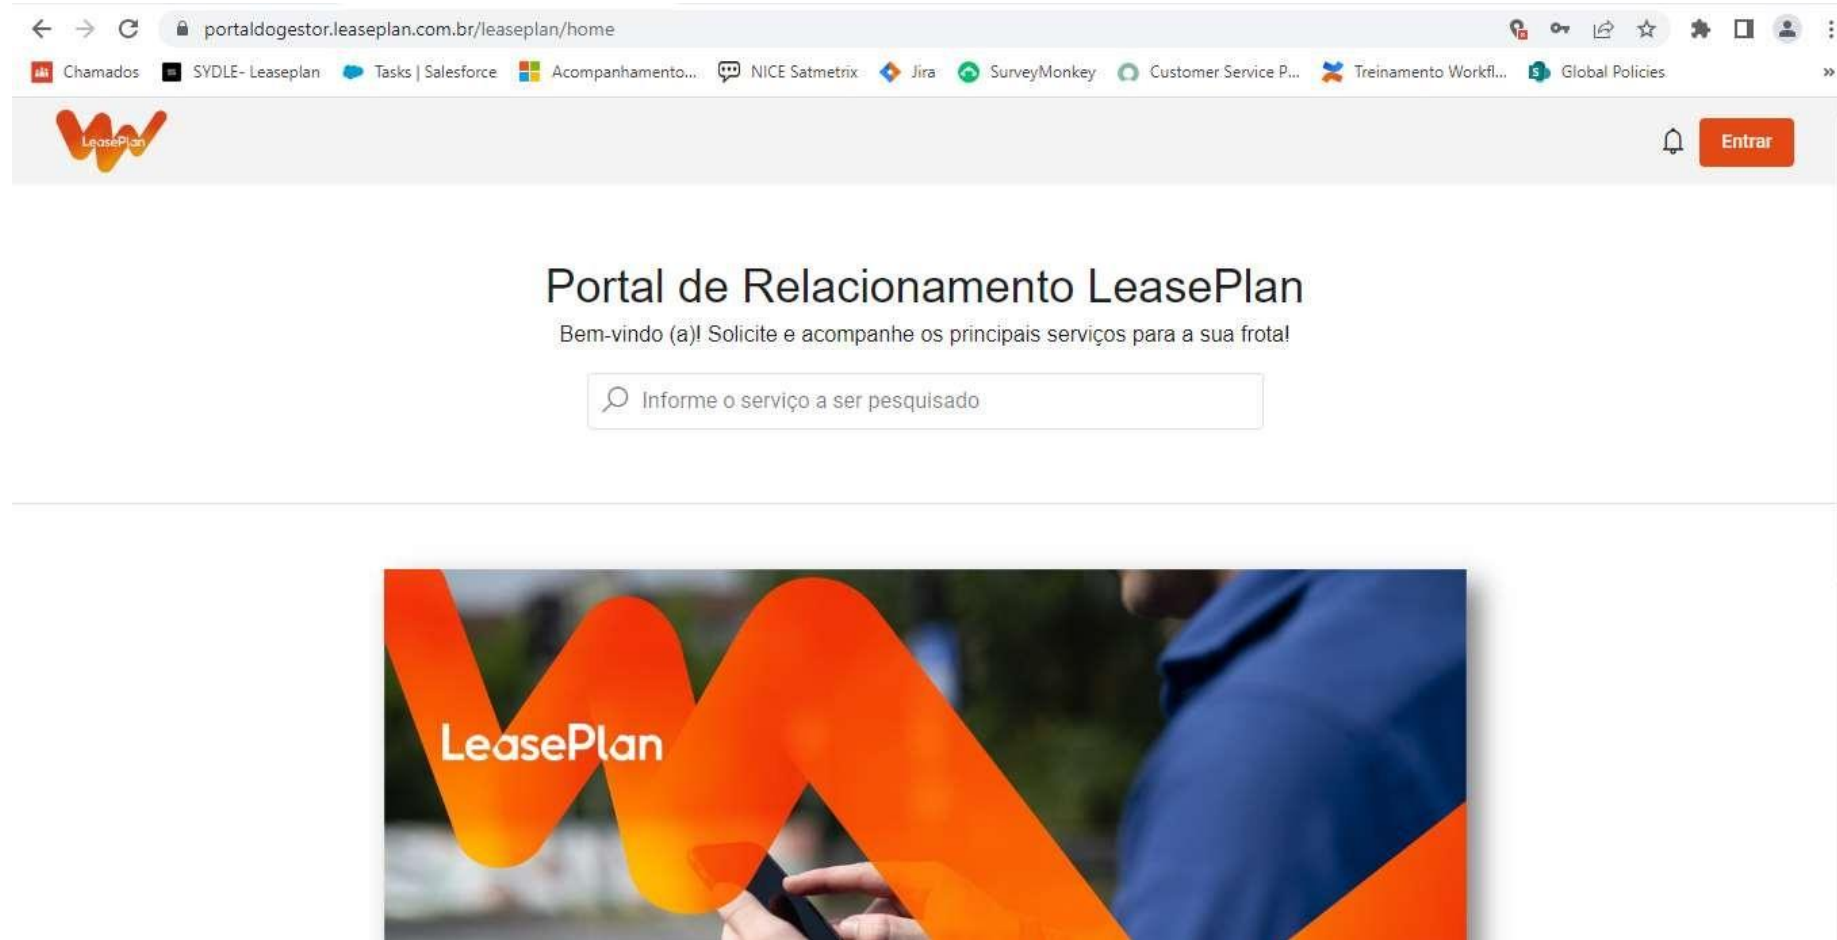 portaldogestor.leaseplan.com.br/leaseplan/home
Chamados SYDLE- Leaseplan Tasks | Salesforce Acompanhamento... NICE Satmetrix Jira SurveyMonkey Customer Service P... Treinamento Workfl... Global Policies »
LeasePlan
Entrar
Portal de Relacionamento LeasePlan
Bem-vindo (a)! Solicite e acompanhe os principais serviços para a sua frota!
Informe o serviço a ser pesquisado
LeasePlan